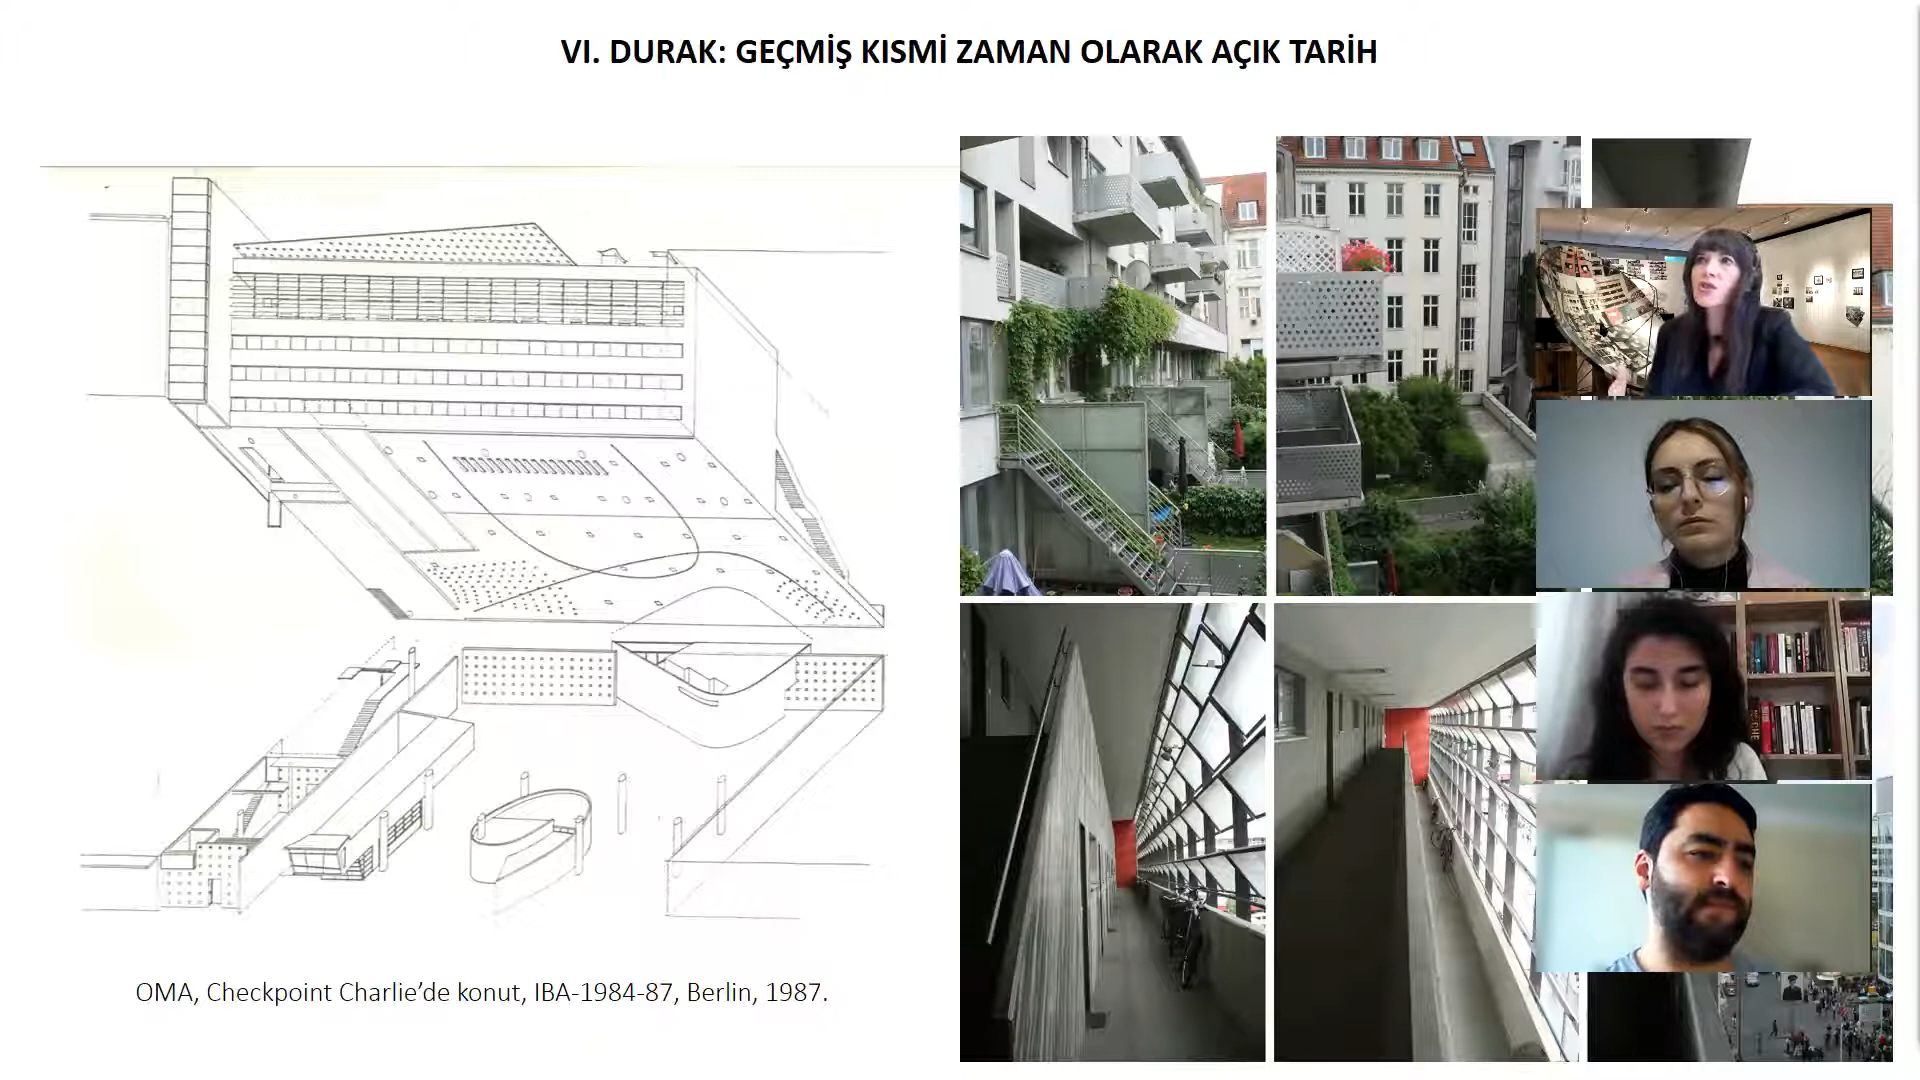 VI. DURAK: GEÇMİŞ KISMİ ZAMAN OLARAK AÇIK TARİH
OMA, Checkpoint Charlie’de konut, IBA-1984-87, Berlin, 1987.